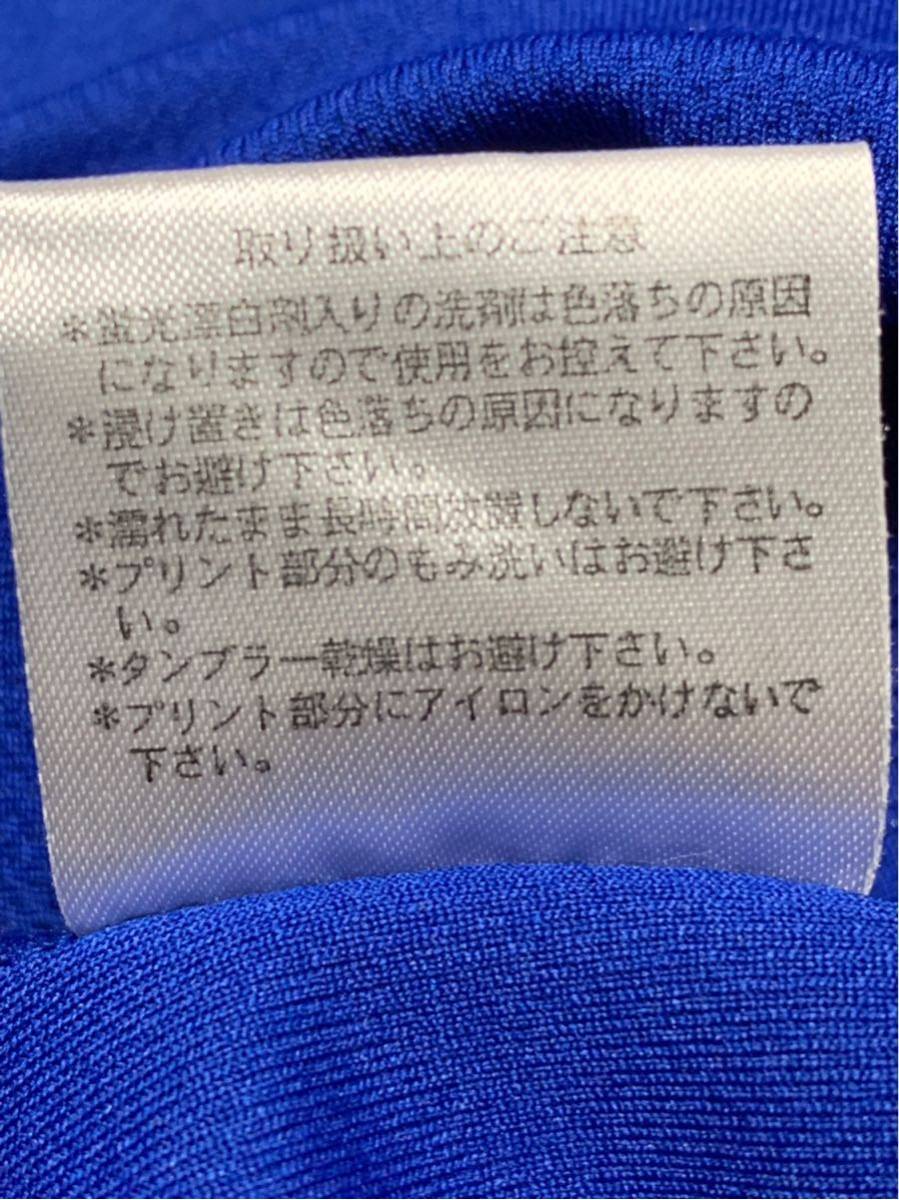 取り扱い上のご注意
*蛍光漂白剤入りの洗剤は色落ちの原因
になりますので使用をお控えて下さい。
*浸け置きは色落ちの原因になりますの
でお避け下さい。
*濡れたまま長時間放置しないで下さい。
*プリント部分のもみ洗いはお避け下さ
い。
*タンブラー乾燥はお避け下さい。
*プリント部分にアイロンをかけないで
下さい。